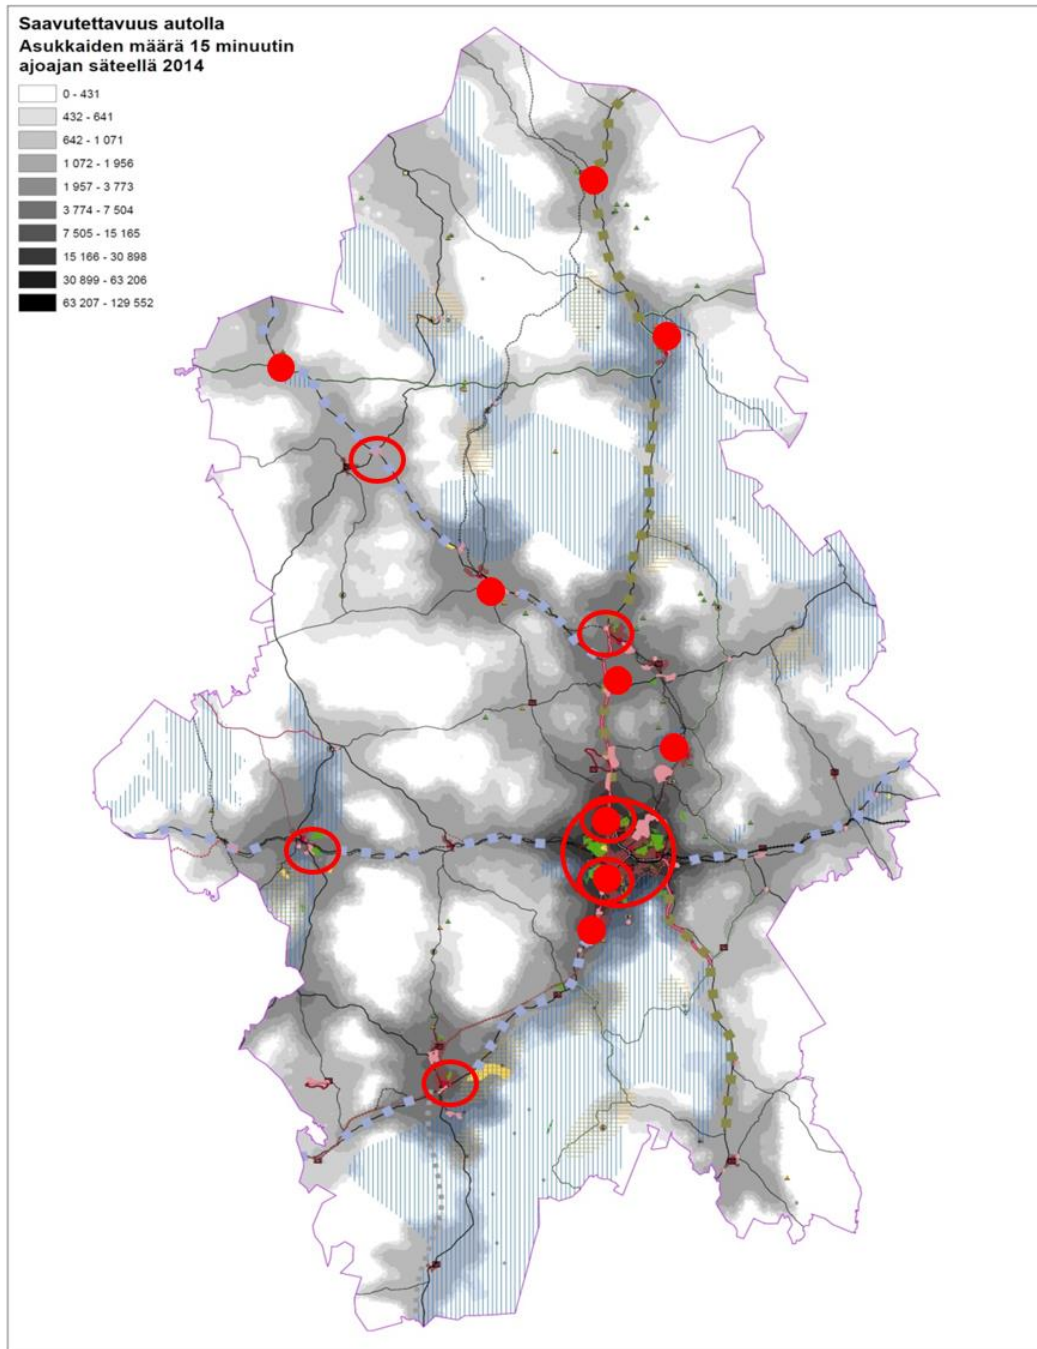 Saavutettavuus autolla
Asukkaiden määrä 15 minuutin
ajoajan säteellä 2014
0 - 431
432 - 641
642 - 1 071
1 072 - 1 956
1 957 - 3 773
3 774 - 7 504
7 505 - 15 165
15 166 - 30 898
30 899 - 63 206
63 207 - 129 552